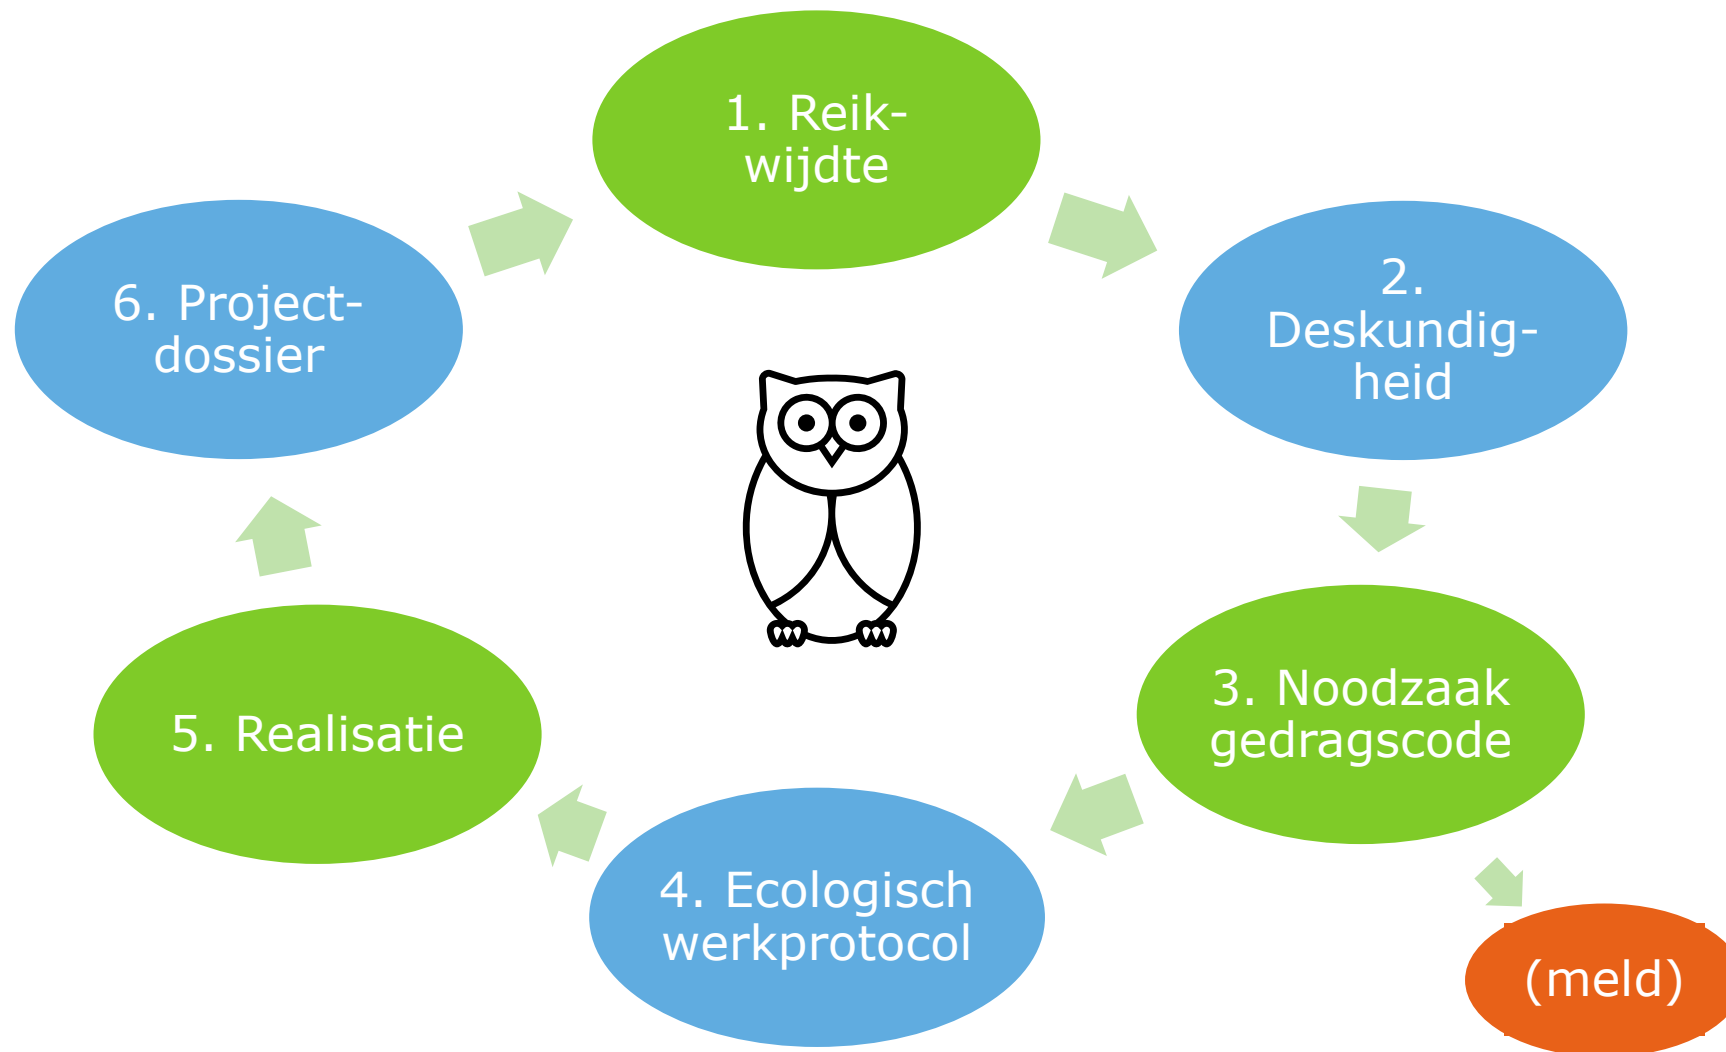 1. Reik-
wijdte
2.
Deskundig-
heid
3. Noodzaak
gedragscode
(meld)
4. Ecologisch
werkprotocol
5. Realisatie
6. Project-
dossier